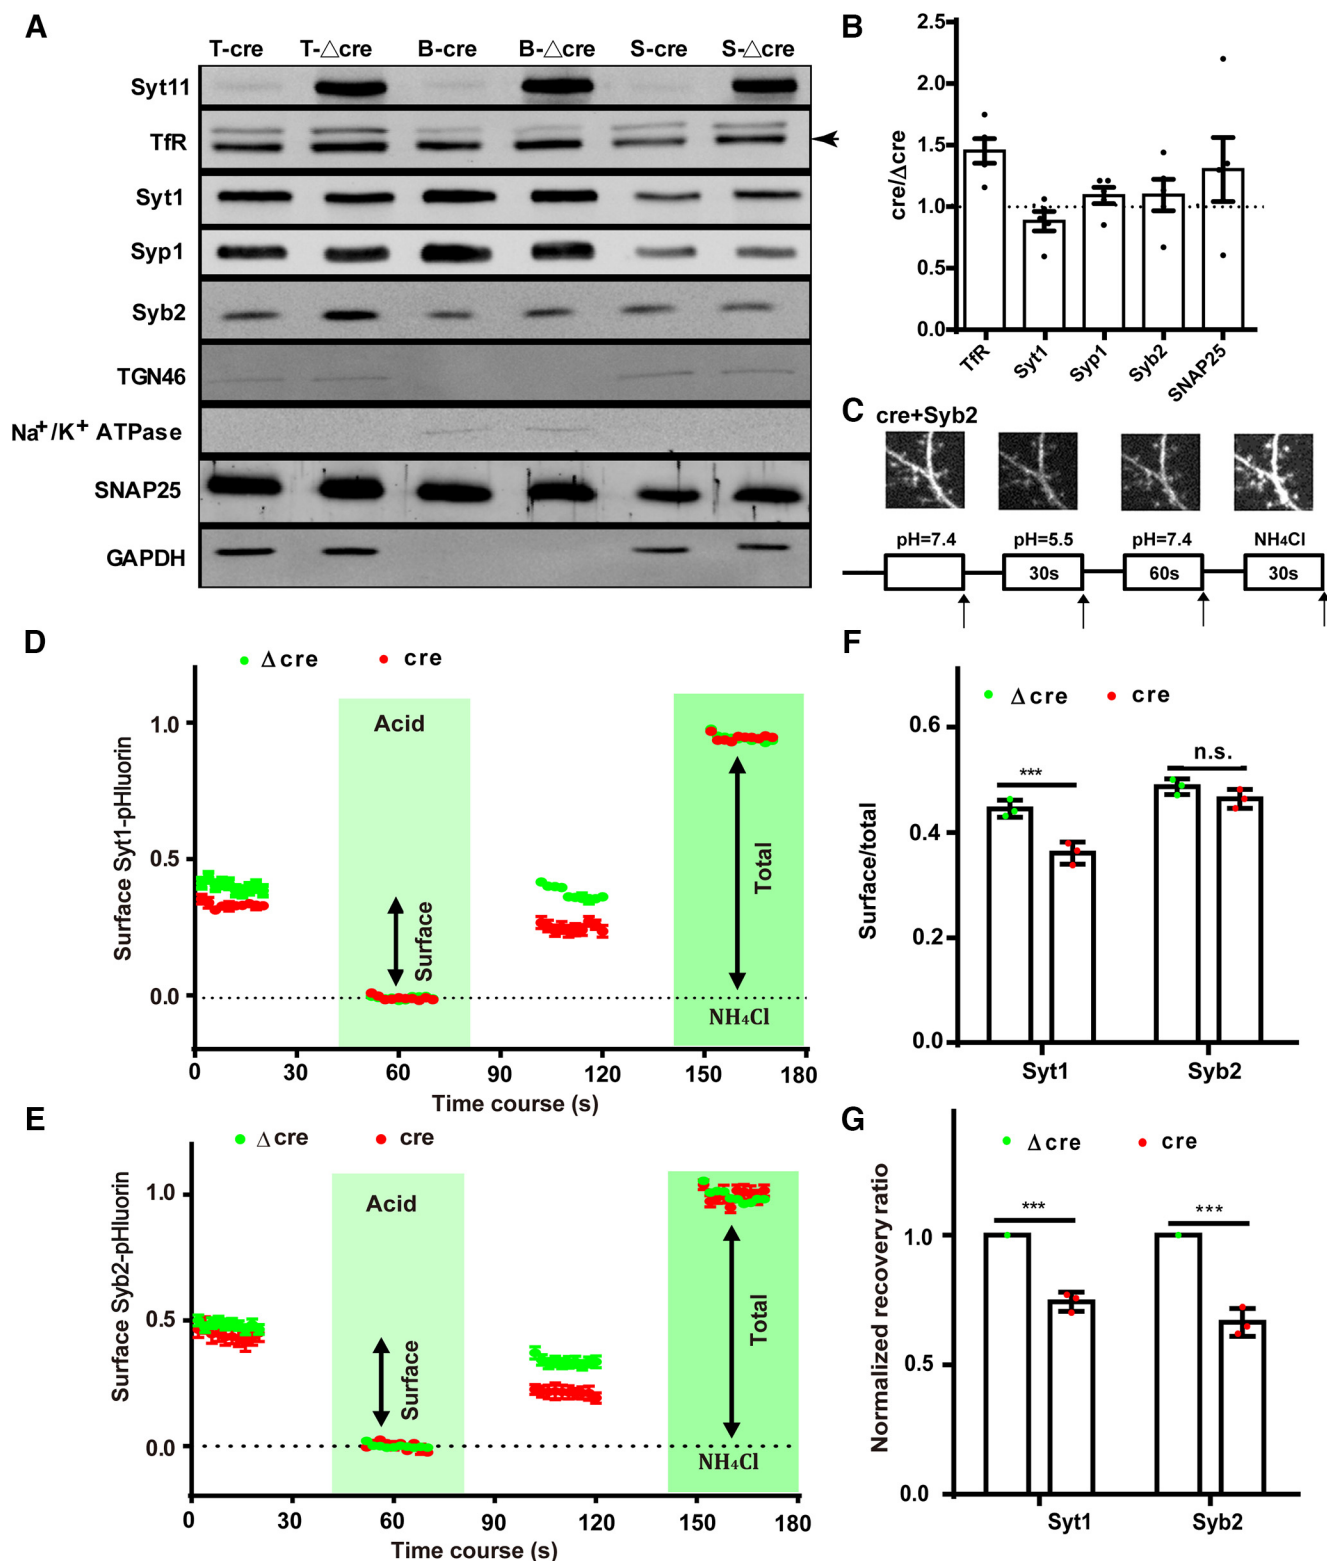 A
T-cre T-△cre B-cre B-△cre S-cre S-△cre
Syt11
TfR
Syt1
Syp1
Syb2
TGN46
Na+/K+ ATPase
SNAP25
GAPDH
B
cre/Δcre
2.5
2.0
1.5
1.0
0.5
0.0
TfR Syt1 Syp1 Syb2 SNAP25
C
cre+Syb2
pH=7.4 pH=5.5 pH=7.4 NH4Cl
30s 60s 30s
D
Δcre cre
Surface Syt1-pHluorin
1.0
0.5
0.0
Acid
Surface
Total
NH4Cl
0 30 60 90 120 150 180
Time course (s)
E
Δcre cre
Surface Syb2-pHluorin
1.0
0.5
0.0
Acid
Surface
Total
NH4Cl
0 30 60 90 120 150 180
Time course (s)
F
Δcre cre
Surface/total
0.6
0.4
0.2
0.0
***
n.s.
Syt1 Syb2
G
Δcre cre
Normalized recovery ratio
1.0
0.5
0.0
***
***
Syt1 Syb2